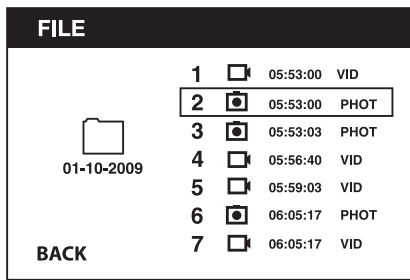 FILE
1 05:53:00 VID
2 05:53:00 PHOT
3 05:53:03 PHOT
4 05:56:40 VID
5 05:59:03 VID
6 06:05:17 PHOT
7 06:05:17 VID
01-10-2009
BACK